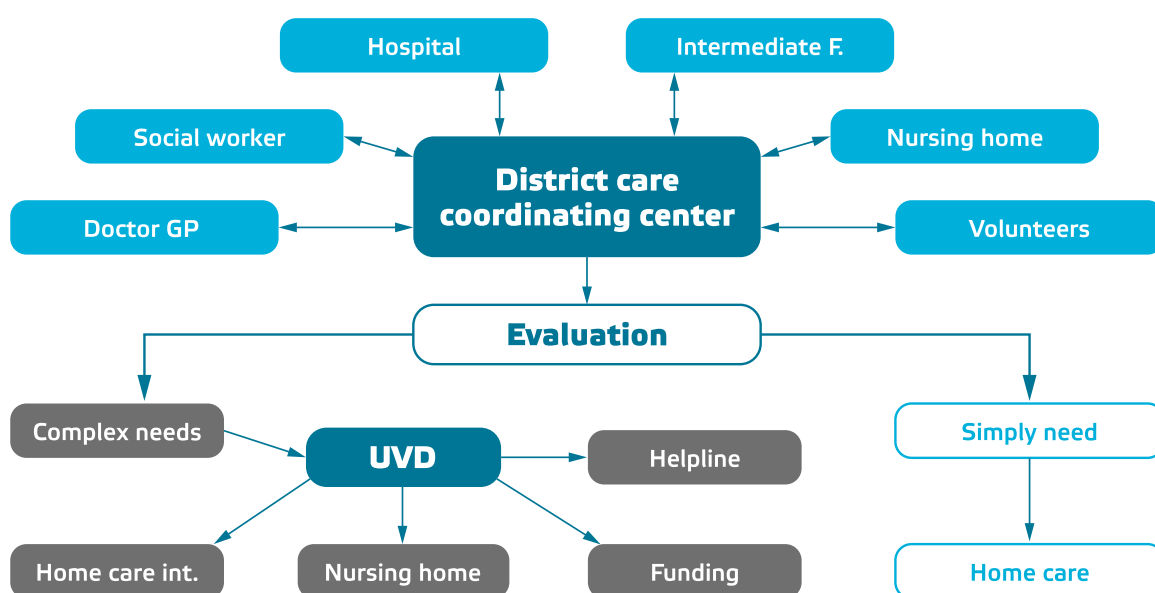 Hospital
Intermediate F.
Social worker
Nursing home
District care
coordinating center
Doctor GP
Volunteers
Evaluation
Complex needs
Simply need
UVD
Helpline
Home care int.
Nursing home
Funding
Home care